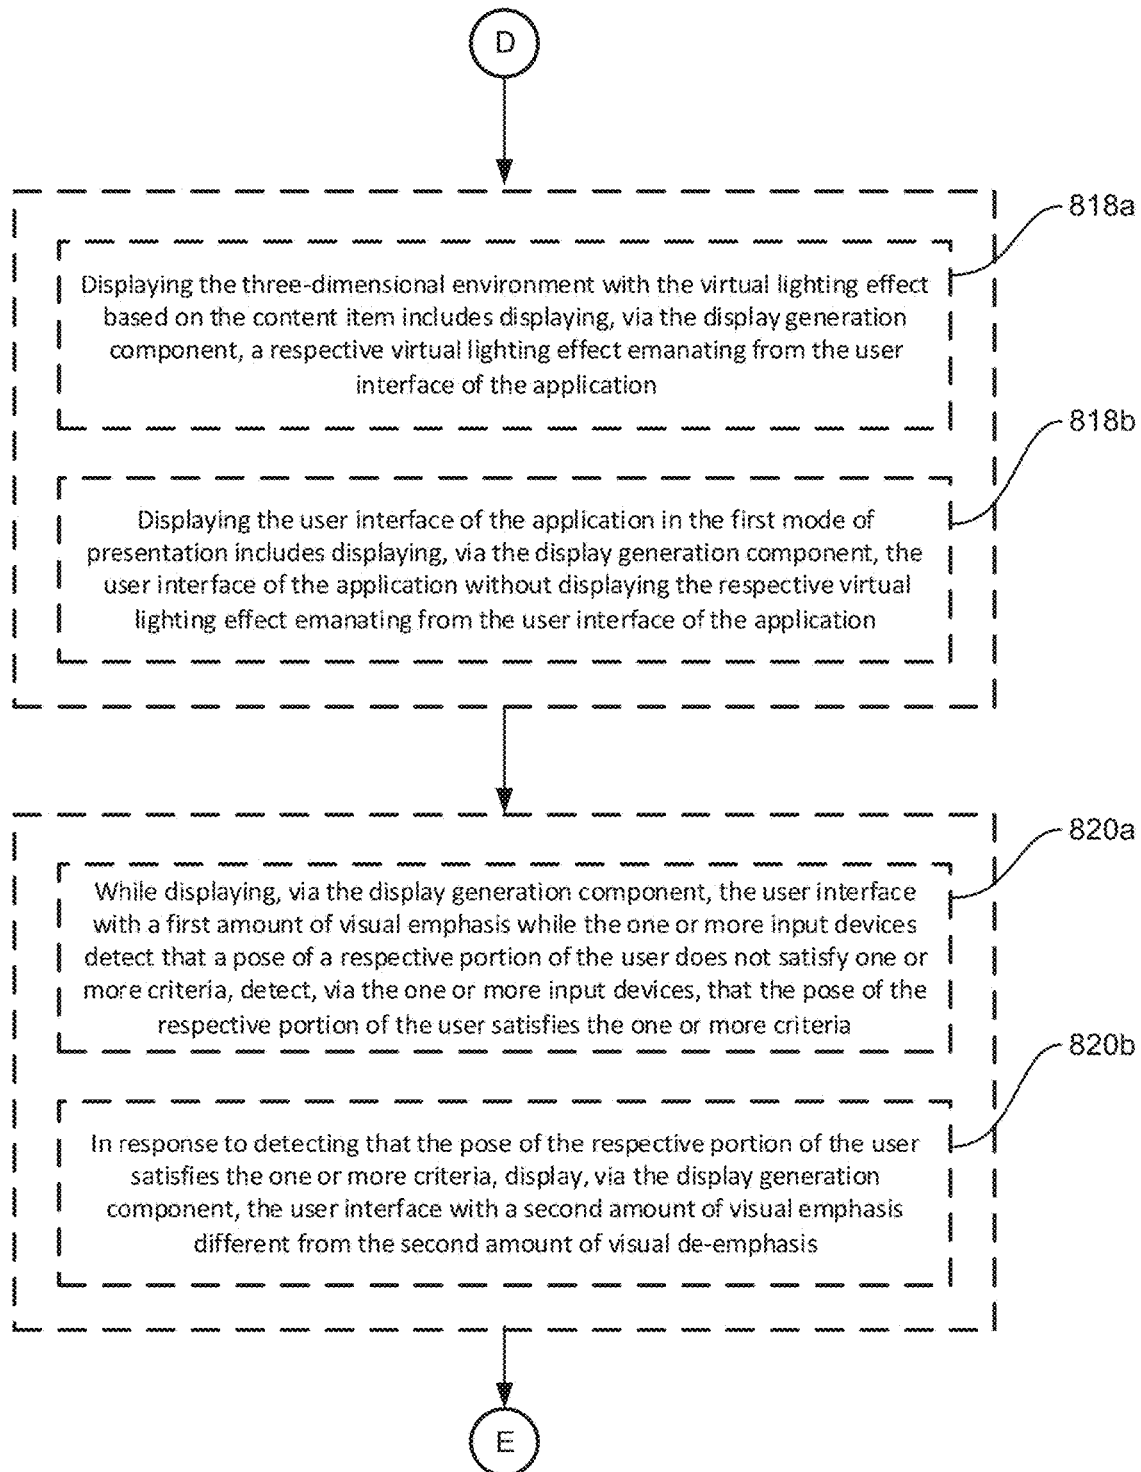 D
818a
Displaying the three-dimensional environment with the virtual lighting effect
based on the content item includes displaying, via the display generation
component, a respective virtual lighting effect emanating from the user
interface of the application
818b
Displaying the user interface of the application in the first mode of
presentation includes displaying, via the display generation component, the
user interface of the application without displaying the respective virtual
lighting effect emanating from the user interface of the application
820a
While displaying, via the display generation component, the user interface
with a first amount of visual emphasis while the one or more input devices
detect that a pose of a respective portion of the user does not satisfy one or
more criteria, detect, via the one or more input devices, that the pose of the
respective portion of the user satisfies the one or more criteria
820b
In response to detecting that the pose of the respective portion of the user
satisfies the one or more criteria, display, via the display generation
component, the user interface with a second amount of visual emphasis
different from the second amount of visual de-emphasis
E